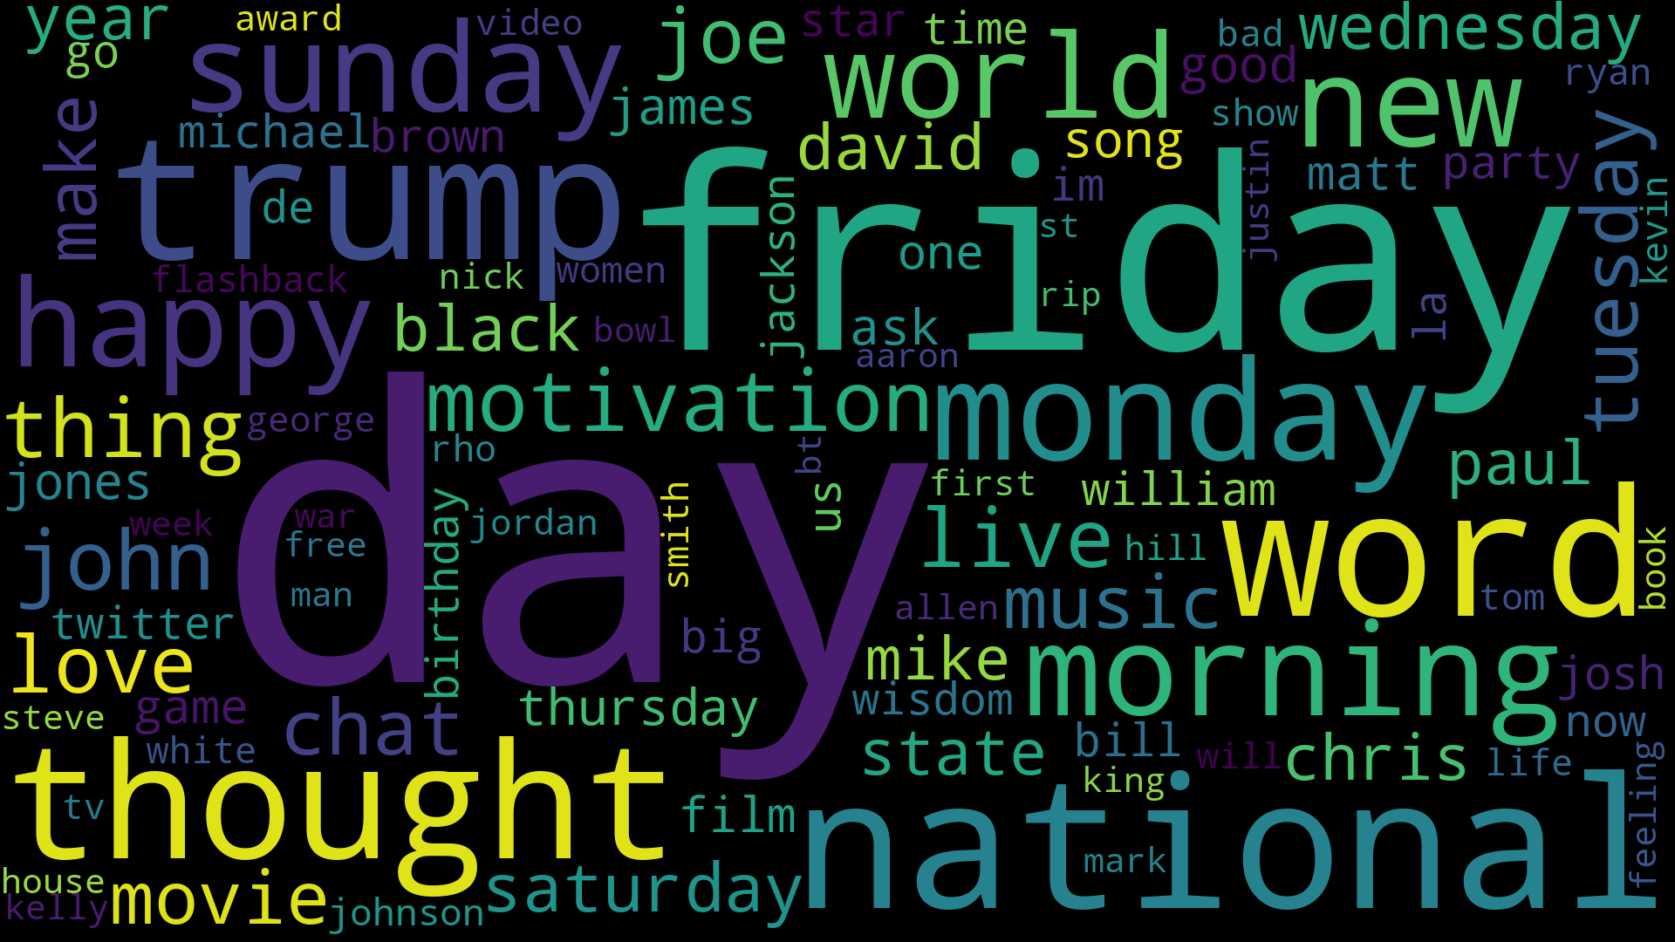 year
award
video
joe
star
time
bad
wednesday
go
sunday
world
good
new
ryan
make
michael
brown
james
david
song
show
matt
party
tuesday
trump
de
friday
im
justin
kevin
jackson
one
st
flashback
nick
women
rip
la
happy
black
bowl
ask
aaron
thing
george
motivation
monday
jones
rho
bt
first
william
paul
week
war
day
birthday
jordan
smith
us
live
hill
word
book
john
free
man
twitter
allen
music
tom
love
big
mike
morning
josh
steve
game
chat
thursday
wisdom
now
white
state
bill
will
chris
life
feeling
tv
thought
film
king
national
mark
house
kelly
movie
johnson
saturday